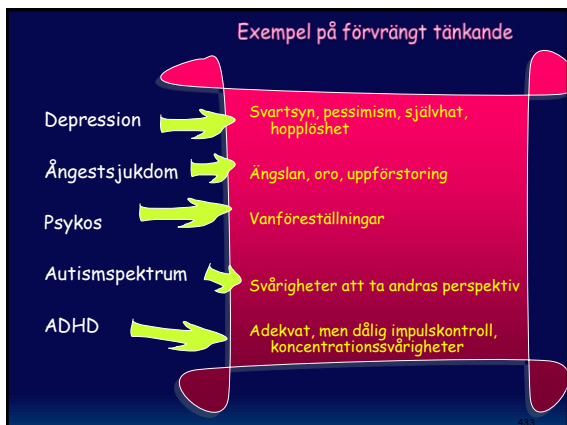 Exempel på förvrängt tänkande
Depression
Svartsyn, pessimism, självhat,
hopplöshet
Ångestsjukdom
Ängslan, oro, uppförstoring
Psykos
Vanföreställningar
Autismspektrum
Svårigheter att ta andras perspektiv
ADHD
Adekvat, men dålig impulskontroll,
koncentrationssvårigheter
433